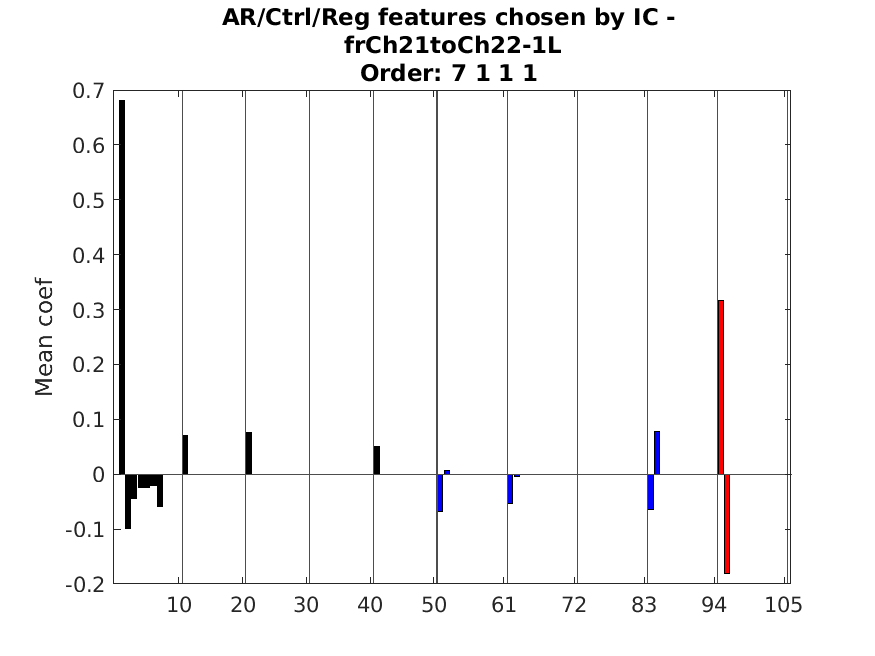 AR/Ctrl/Reg features chosen by IC -
frCh21toCh22-1L
Order: 7 1 1 1
Mean coef
0.7
0.6
0.5
0.4
0.3
0.2
0.1
0
-0.1
-0.2
10 20 30 40 50 61 72 83 94 105